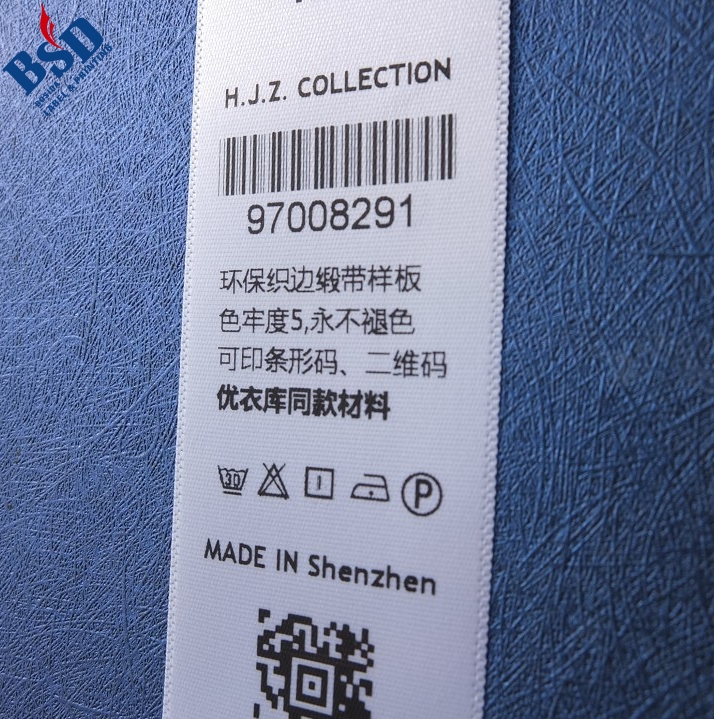 BSD
LABEL & PRINTING
H.J.Z. COLLECTION
97008291
环保织边缎带样板
色牢度5,永不褪色
可印条形码、二维码
优衣库同款材料
30
P
MADE IN Shenzhen